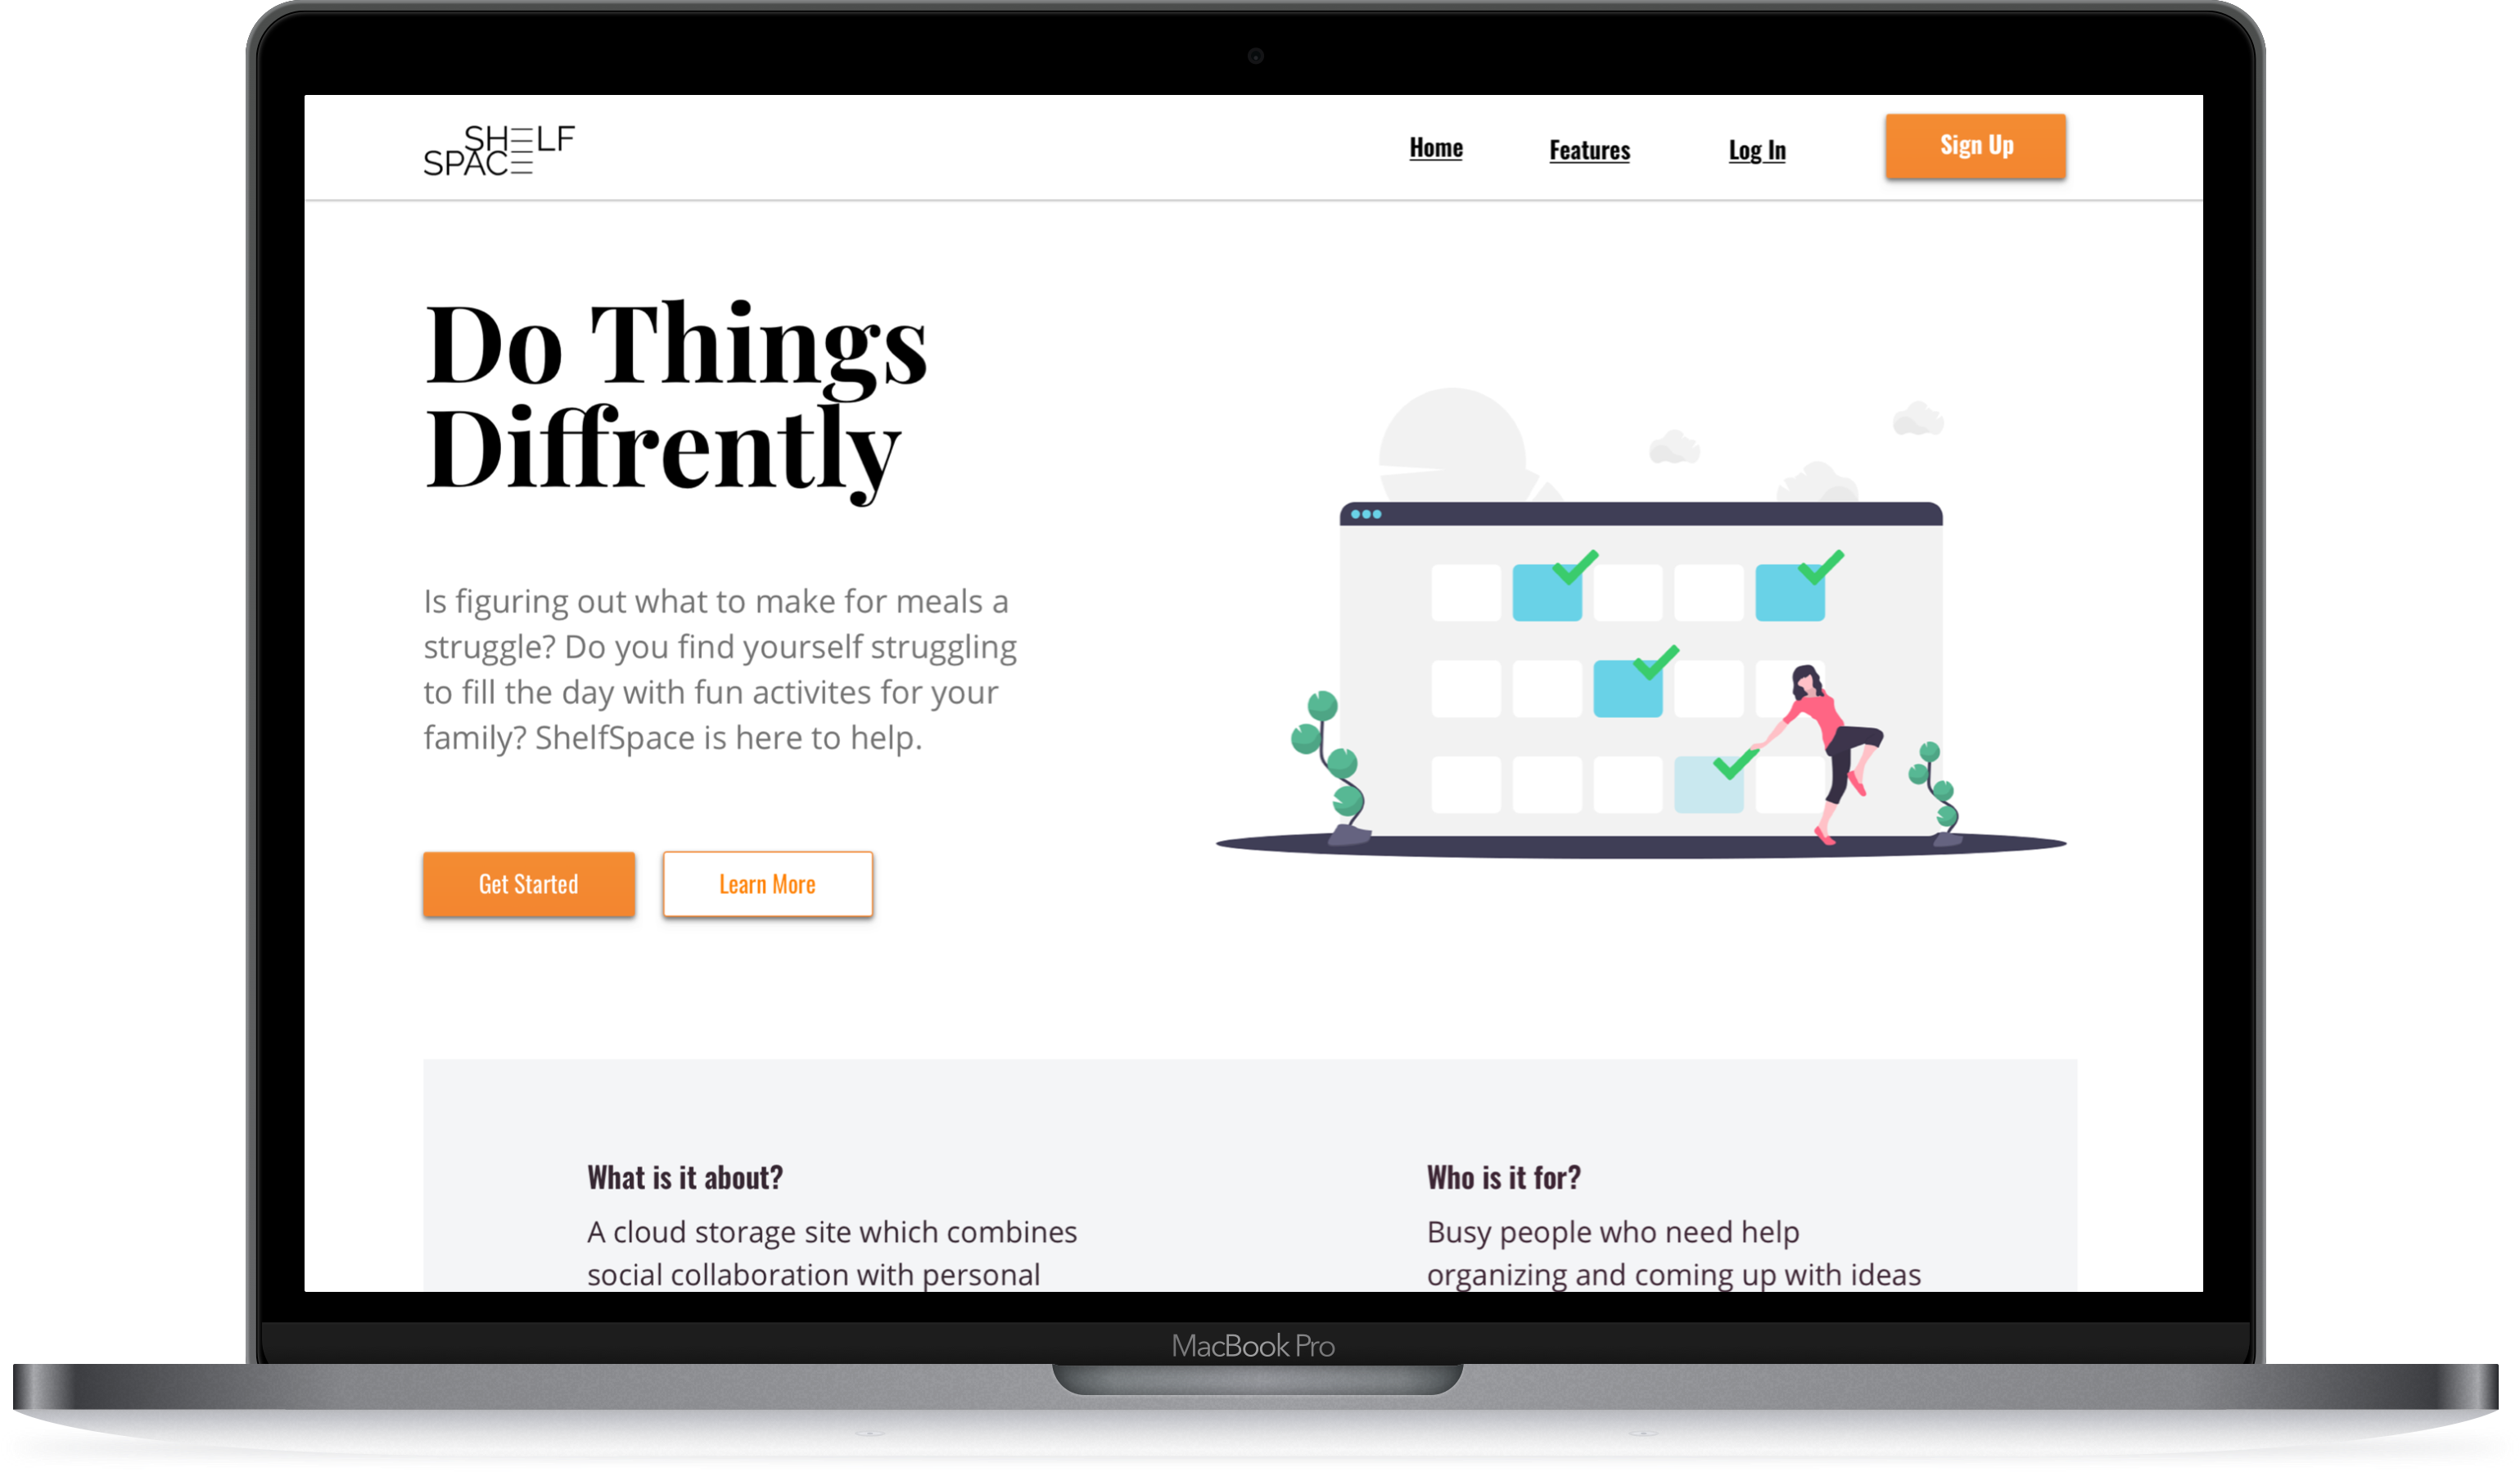 SHELF
SPACE
Home
Features
Log In
Sign Up
Do Things
Diffrently
Is figuring out what to make for meals a
struggle? Do you find yourself struggling
to fill the day with fun activites for your
family? ShelfSpace is here to help.
Get Started
Learn More
What is it about?
A cloud storage site which combines
social collaboration with personal
Who is it for?
Busy people who need help
organizing and coming up with ideas
MacBook Pro